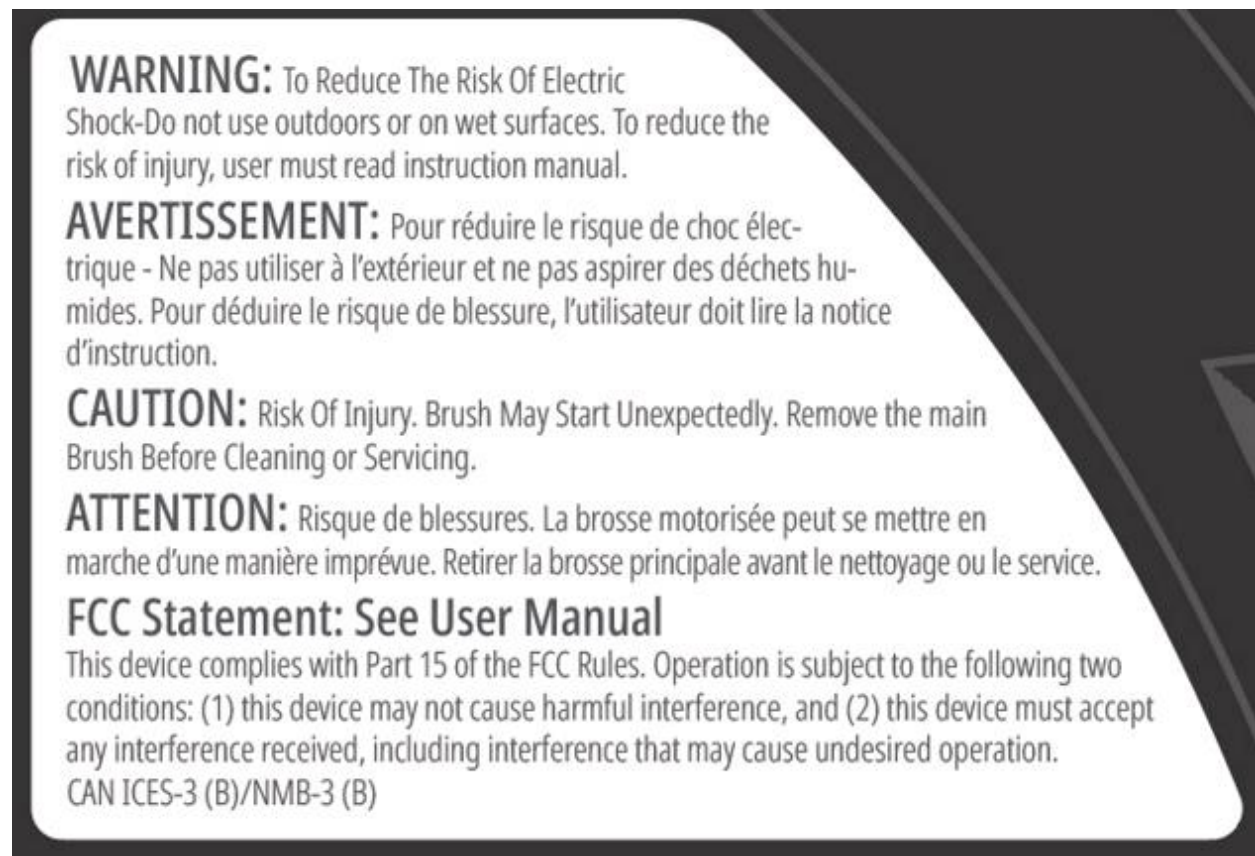 WARNING: To Reduce The Risk Of Electric
Shock-Do not use outdoors or on wet surfaces. To reduce the
risk of injury, user must read instruction manual.
AVERTISSEMENT: Pour réduire le risque de choc élec-
trique - Ne pas utiliser à l'extérieur et ne pas aspirer des déchets hu-
mides. Pour déduire le risque de blessure, l'utilisateur doit lire la notice
d'instruction.
CAUTION: Risk Of Injury. Brush May Start Unexpectedly. Remove the main
Brush Before Cleaning or Servicing.
ATTENTION: Risque de blessures. La brosse motorisée peut se mettre en
marche d'une manière imprévue. Retirer la brosse principale avant le nettoyage ou le service.
FCC Statement: See User Manual
This device complies with Part 15 of the FCC Rules. Operation is subject to the following two
conditions: (1) this device may not cause harmful interference, and (2) this device must accept
any interference received, including interference that may cause undesired operation.
CAN ICES-3 (B)/NMB-3 (B)